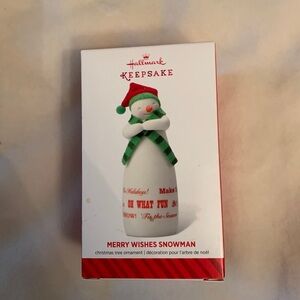 Hallmark
KEEPSAKE
Holidays! Make
OH WHAT FUN
'Tis the Season
MERRY WISHES SNOWMAN
christmas tree ornament | décoration pour l'arbre de noël